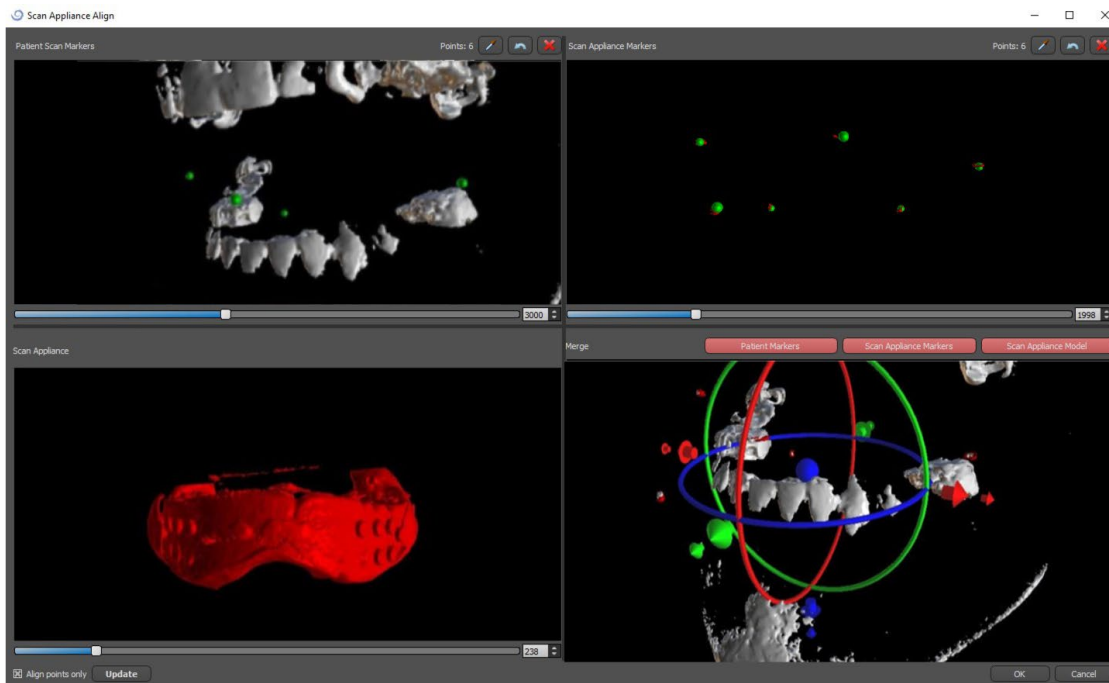 Scan Appliance Align
Patient Scan Markers
Points: 6
Scan Appliance Markers
Points: 6
3000
1998
Scan Appliance
Merge
Patient Markers
Scan Appliance Markers
Scan Appliance Model
238
Align points only
Update
OK
Cancel